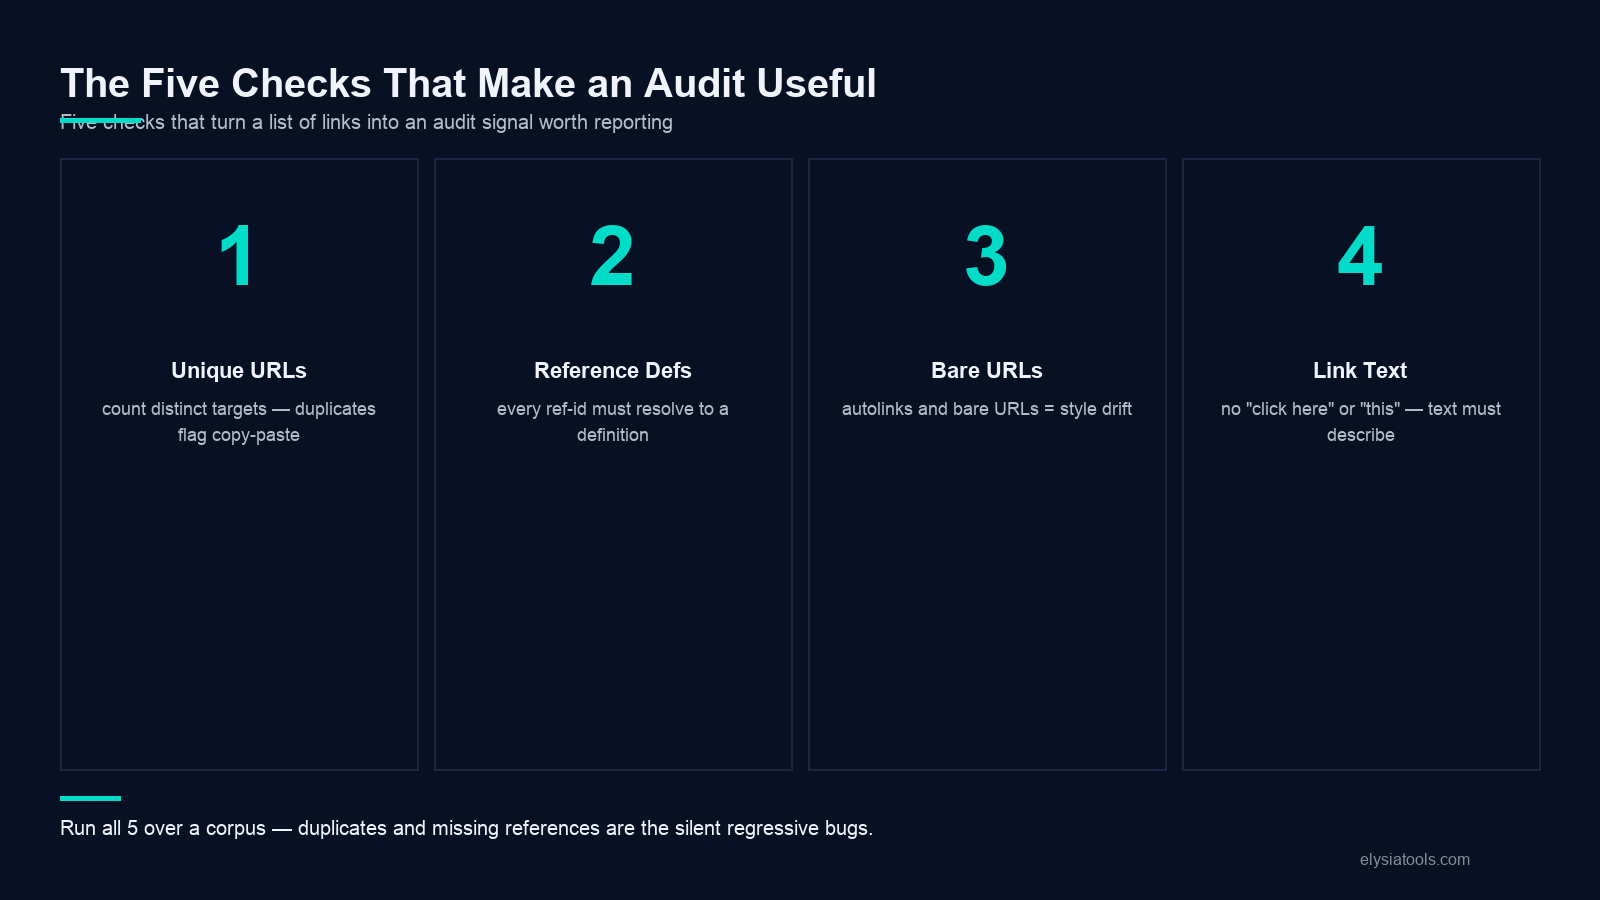 The Five Checks That Make an Audit Useful
Five checks that turn a list of links into an audit signal worth reporting
1
Unique URLs
count distinct targets — duplicates
flag copy-paste
2
Reference Defs
every ref-id must resolve to a
definition
3
Bare URLs
autolinks and bare URLs = style drift
4
Link Text
no "click here" or "this" — text must
describe
Run all 5 over a corpus — duplicates and missing references are the silent regressive bugs.
elysiatools.com